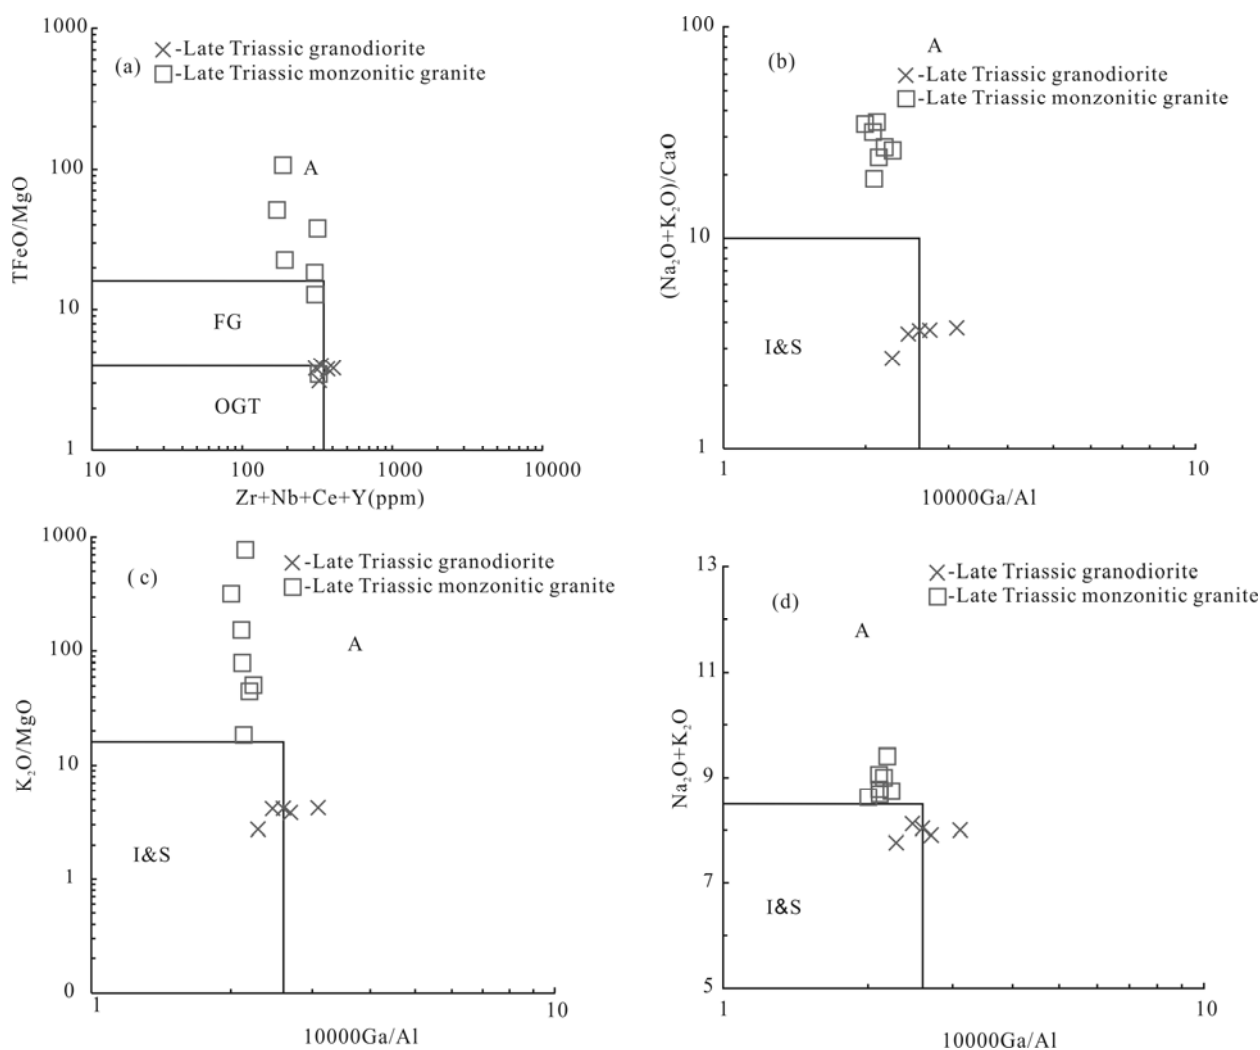 1000
(a)
-Late Triassic granodiorite
-Late Triassic monzonitic granite
100
A
TFeO/MgO
10
FG
OGT
1
10
100
1000
10000
Zr+Nb+Ce+Y(ppm)
100
A
(b)
-Late Triassic granodiorite
-Late Triassic monzonitic granite
(Na₂O+K₂O)/CaO
10
I&S
1
1
10
10000Ga/Al
1000
-Late Triassic granodiorite
(c)
-Late Triassic monzonitic granite
A
100
K₂O/MgO
10
I&S
1
0
1
10
10000Ga/Al
13
-Late Triassic granodiorite
-Late Triassic monzonitic granite
(d)
A
11
Na₂O+K₂O
9
7
I&S
5
1
10
10000Ga/Al